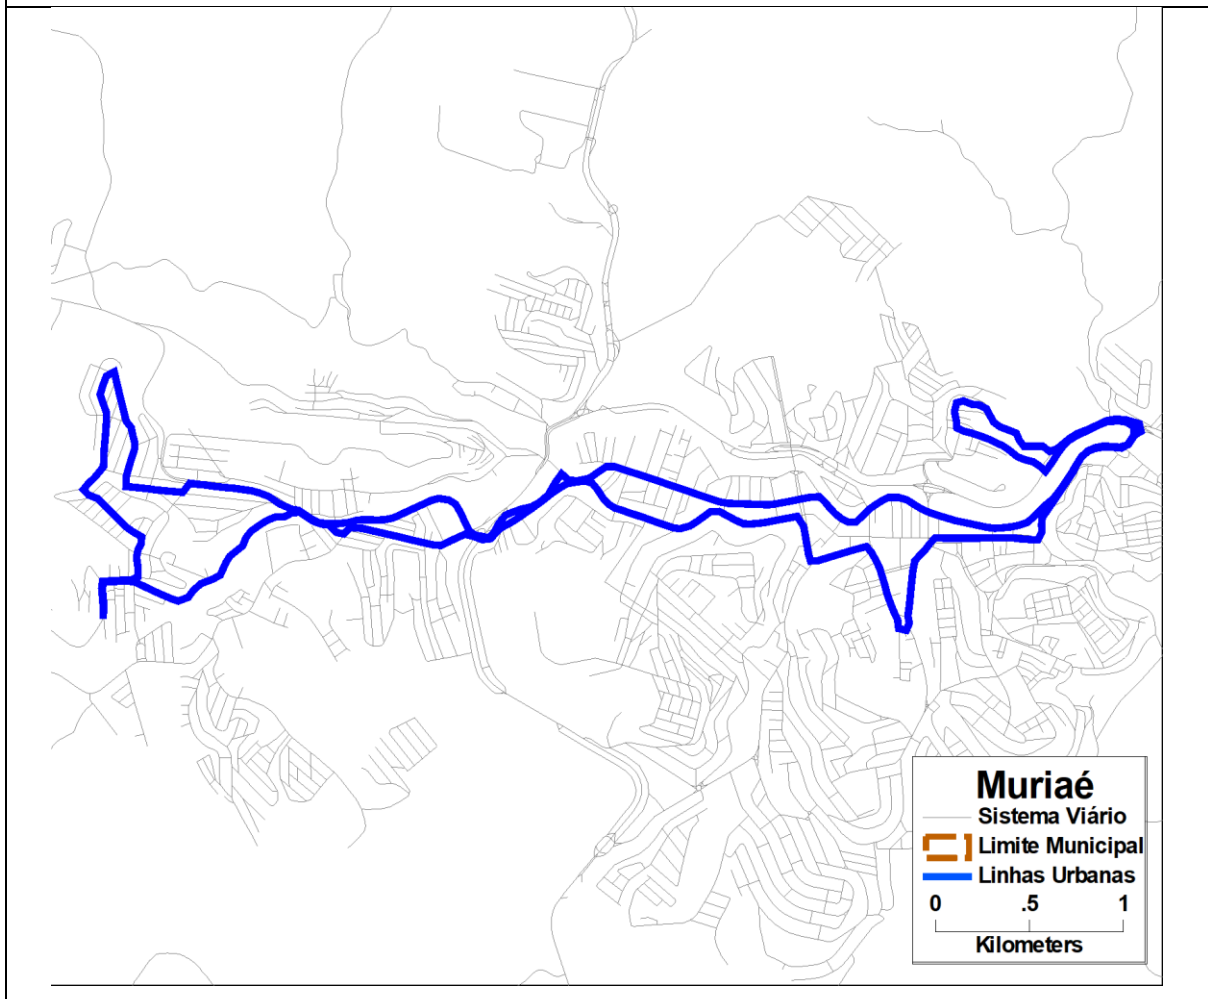 Muriaé
Sistema Viário
Limite Municipal
Linhas Urbanas
0 .5 1
Kilometers